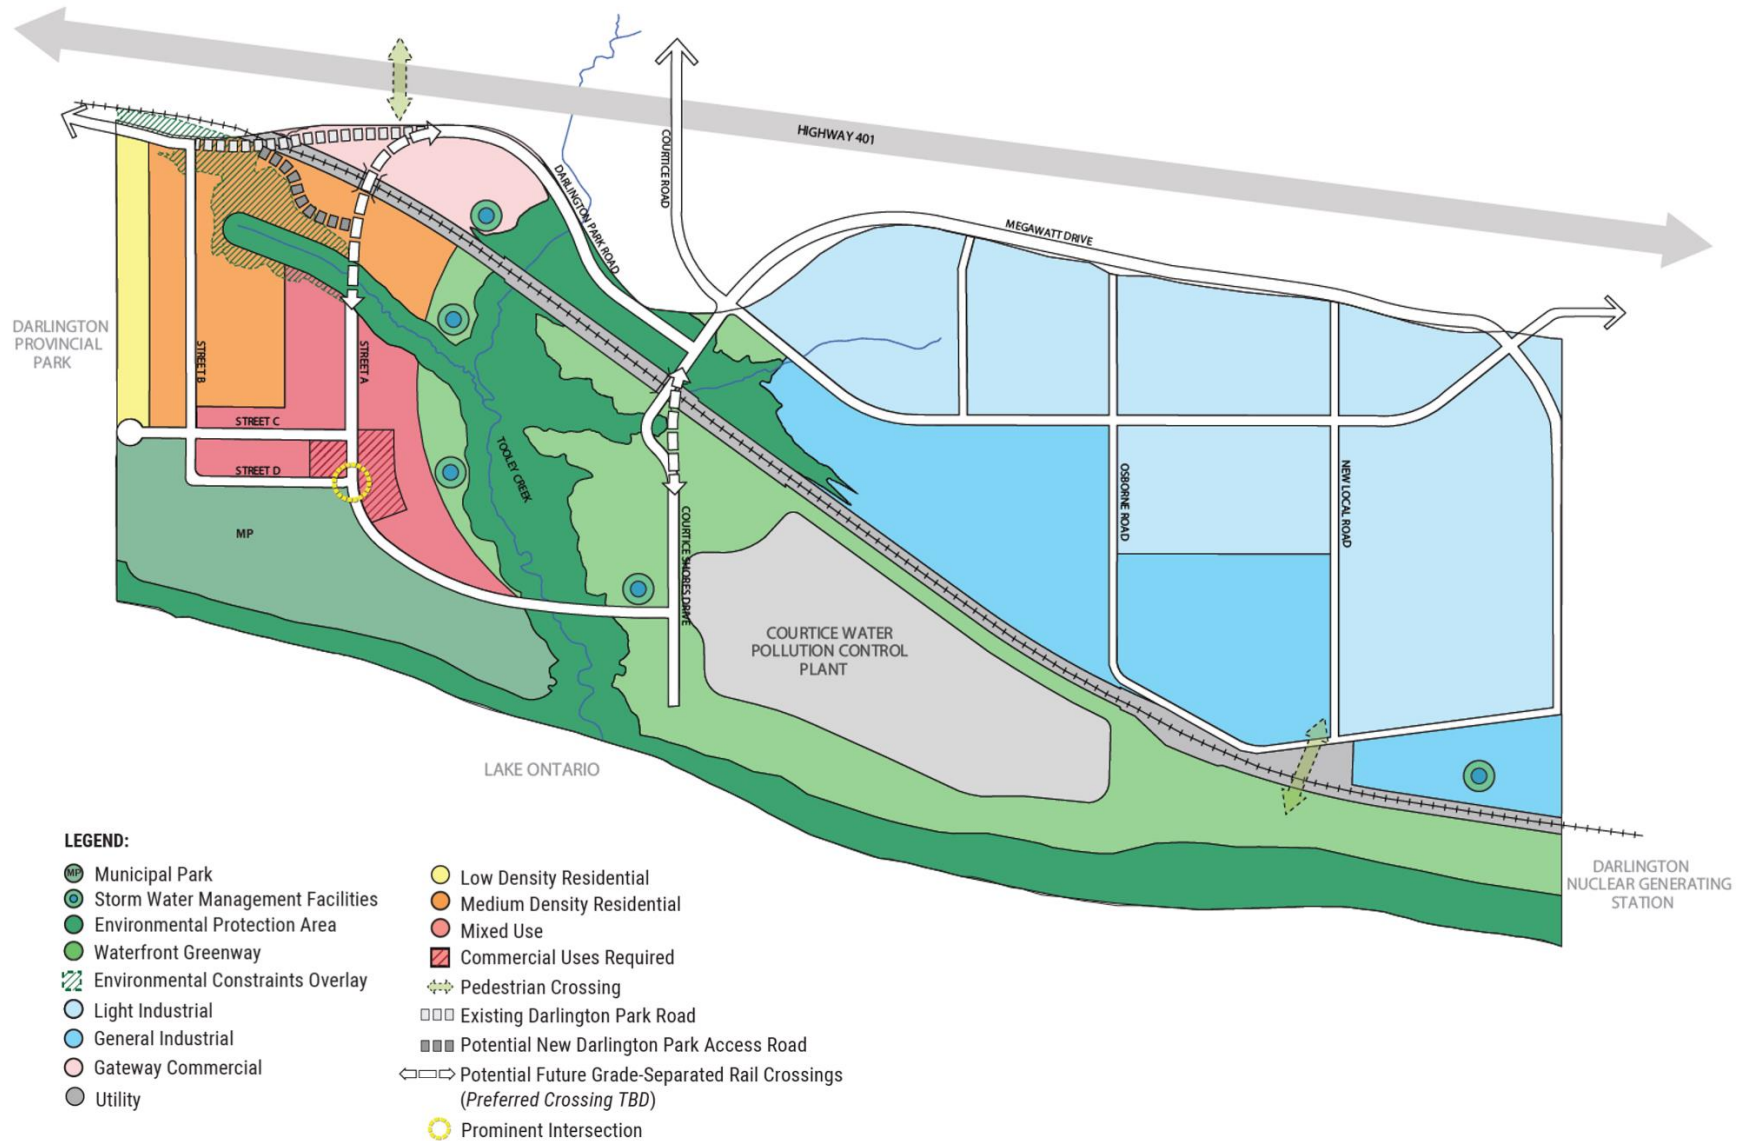 HIGHWAY 401
COURTICE ROAD
DARLINGTON PARK ROAD
MEGAWATT DRIVE
DARLINGTON
PROVINCIAL
PARK
STREET B
STREET A
STREET C
STREET D
TOOLEY CREEK
OSBORNE ROAD
NEW LOCAL ROAD
MP
COURTICE SHORES DRIVE
COURTICE WATER
POLLUTION CONTROL
PLANT
LAKE ONTARIO
DARLINGTON
NUCLEAR GENERATING
STATION
LEGEND:
MP Municipal Park
Storm Water Management Facilities
Environmental Protection Area
Waterfront Greenway
Environmental Constraints Overlay
Light Industrial
General Industrial
Gateway Commercial
Utility
Low Density Residential
Medium Density Residential
Mixed Use
Commercial Uses Required
Pedestrian Crossing
Existing Darlington Park Road
Potential New Darlington Park Access Road
Potential Future Grade-Separated Rail Crossings
(Preferred Crossing TBD)
Prominent Intersection